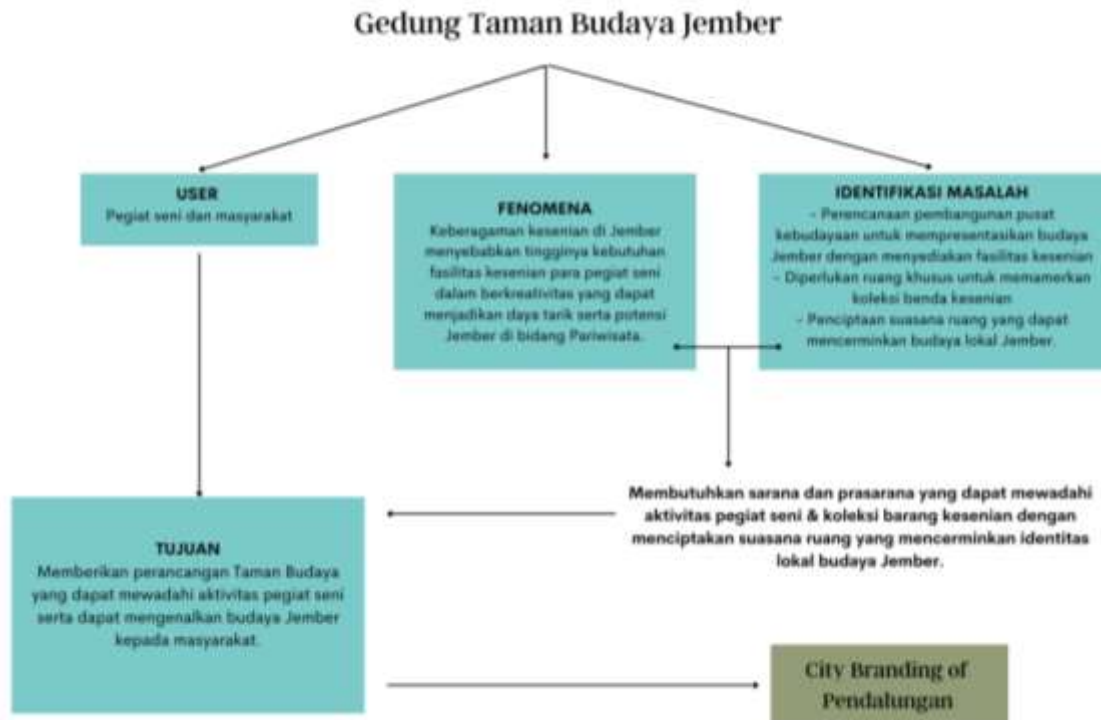 Gedung Taman Budaya Jember
USER
Pegiat seni dan masyarakat
FENOMENA
Keberagaman kesenian di Jember
menyebabkan tingginya kebutuhan
fasilitas kesenian para pegiat seni
dalam berkreativitas yang dapat
menjadikan daya tarik serta potensi
Jember di bidang Pariwisata.
IDENTIFIKASI MASALAH
- Perencanaan pembangunan pusat
kebudayaan untuk mempresentasikan budaya
Jember dengan menyediakan fasilitas kesenian
- Diperlukan ruang khusus untuk memamerkan
koleksi benda kesenian
- Penciptaan suasana ruang yang dapat
mencerminkan budaya lokal Jember.
Membutuhkan sarana dan prasarana yang dapat mewadahi
aktivitas pegiat seni & koleksi barang kesenian dengan
menciptakan suasana ruang yang mencerminkan identitas
lokal budaya Jember.
TUJUAN
Memberikan perancangan Taman Budaya
yang dapat mewadahi aktivitas pegiat seni
serta dapat mengenalkan budaya Jember
kepada masyarakat.
City Branding of
Pendalungan